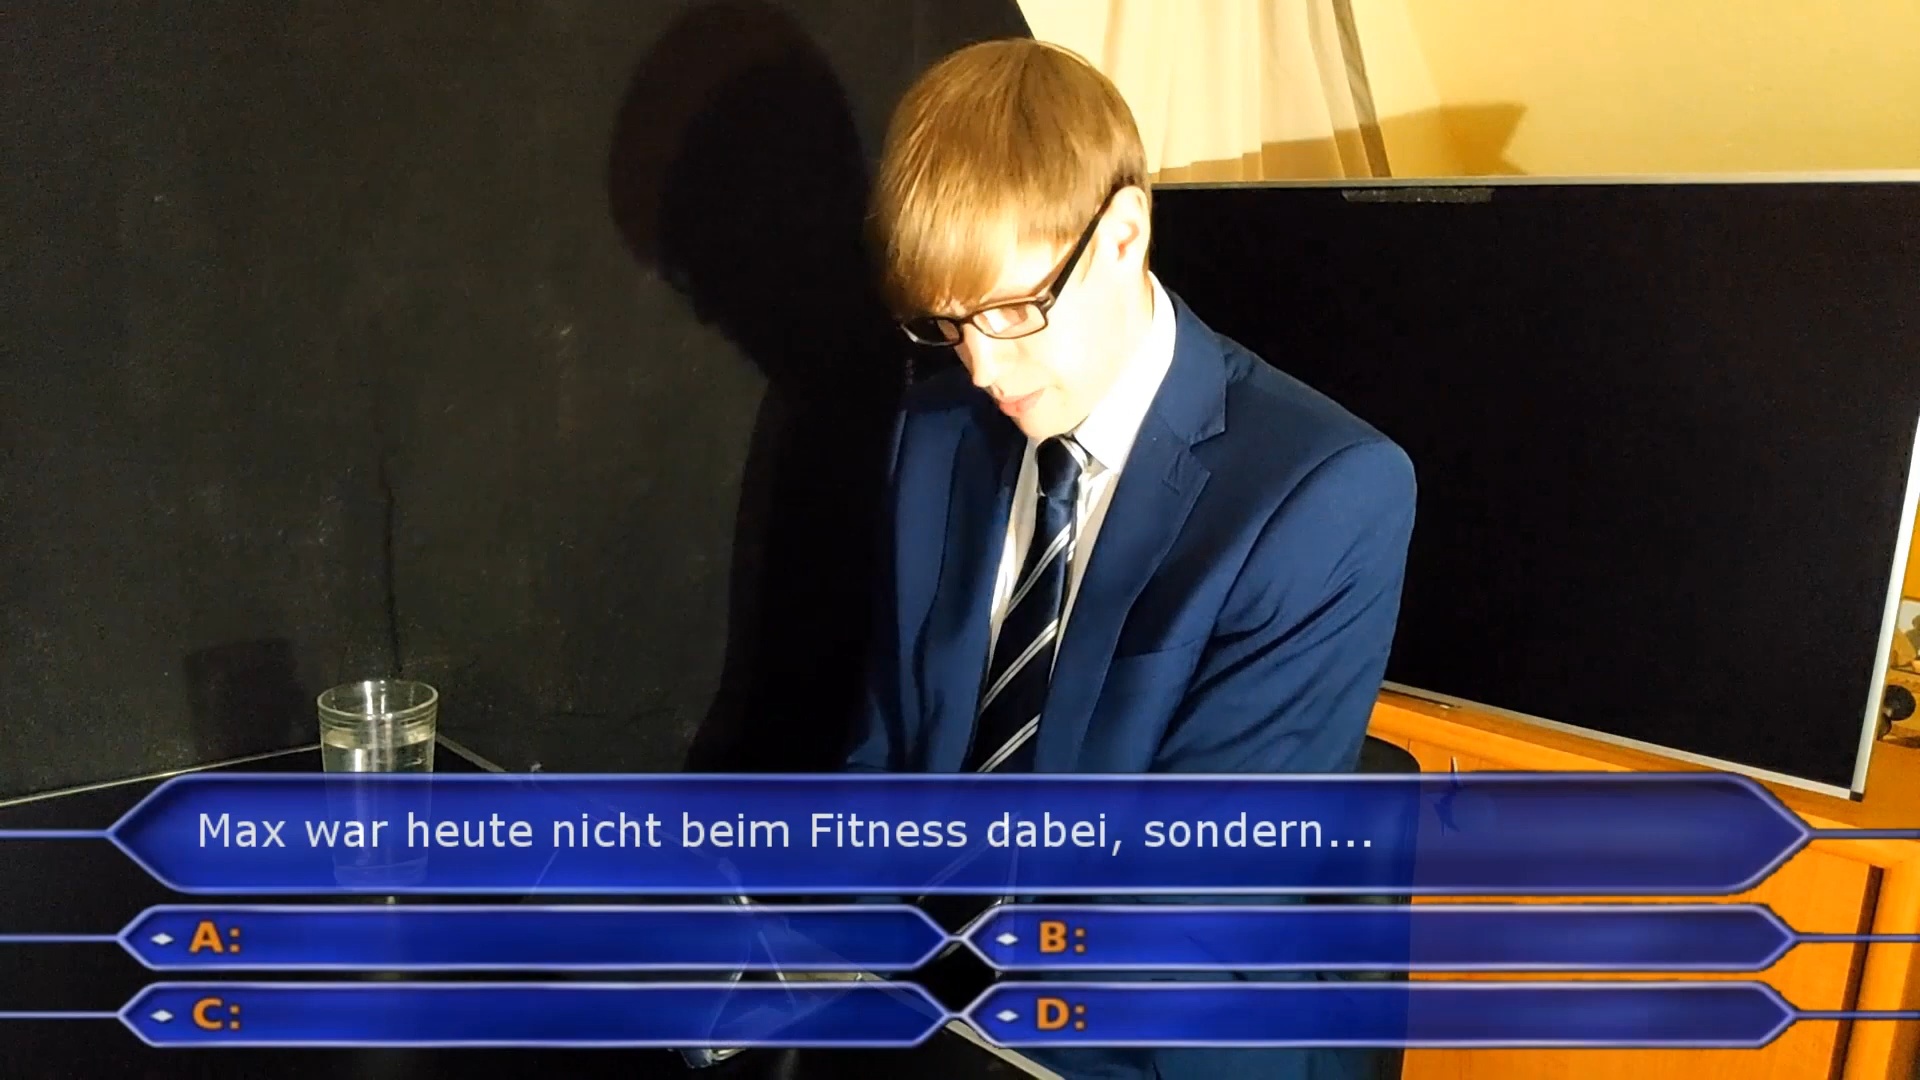 Max war heute nicht beim Fitness dabei, sondern...
A:
B:
C:
D: